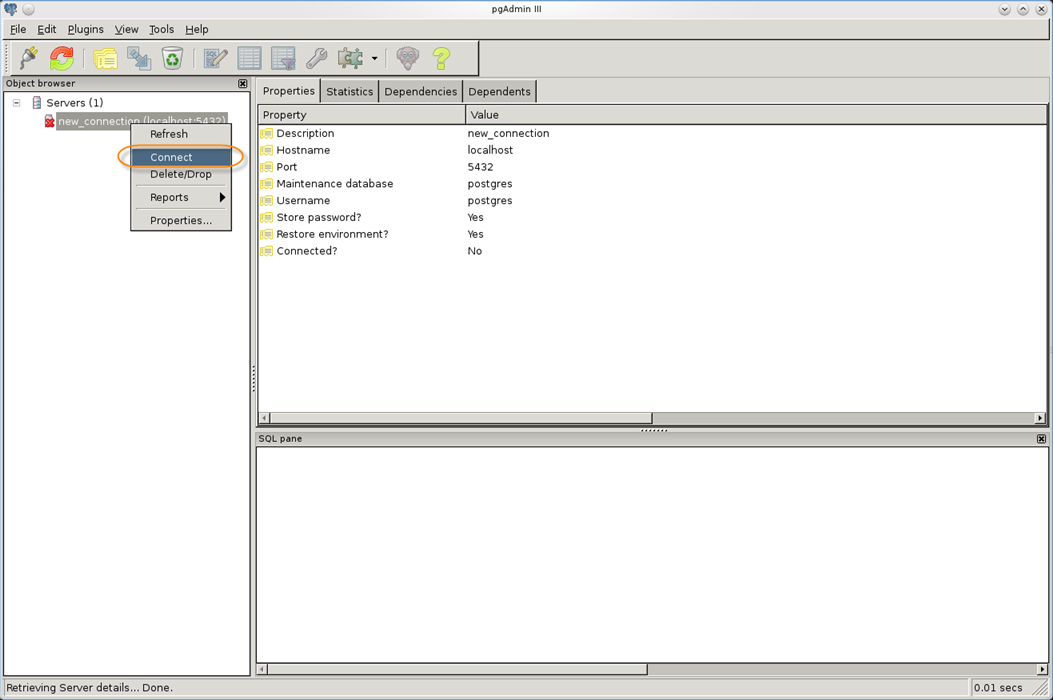 pgAdmin III
File Edit Plugins View Tools Help
Object browser
Servers (1)
new_connection (localhost:5432)
Refresh
Connect
Delete/Drop
Reports
Properties...
Properties Statistics Dependencies Dependents
Property Value
Description new_connection
Hostname localhost
Port 5432
Maintenance database postgres
Username postgres
Store password? Yes
Restore environment? Yes
Connected? No
SQL pane
Retrieving Server details... Done. 0.01 secs